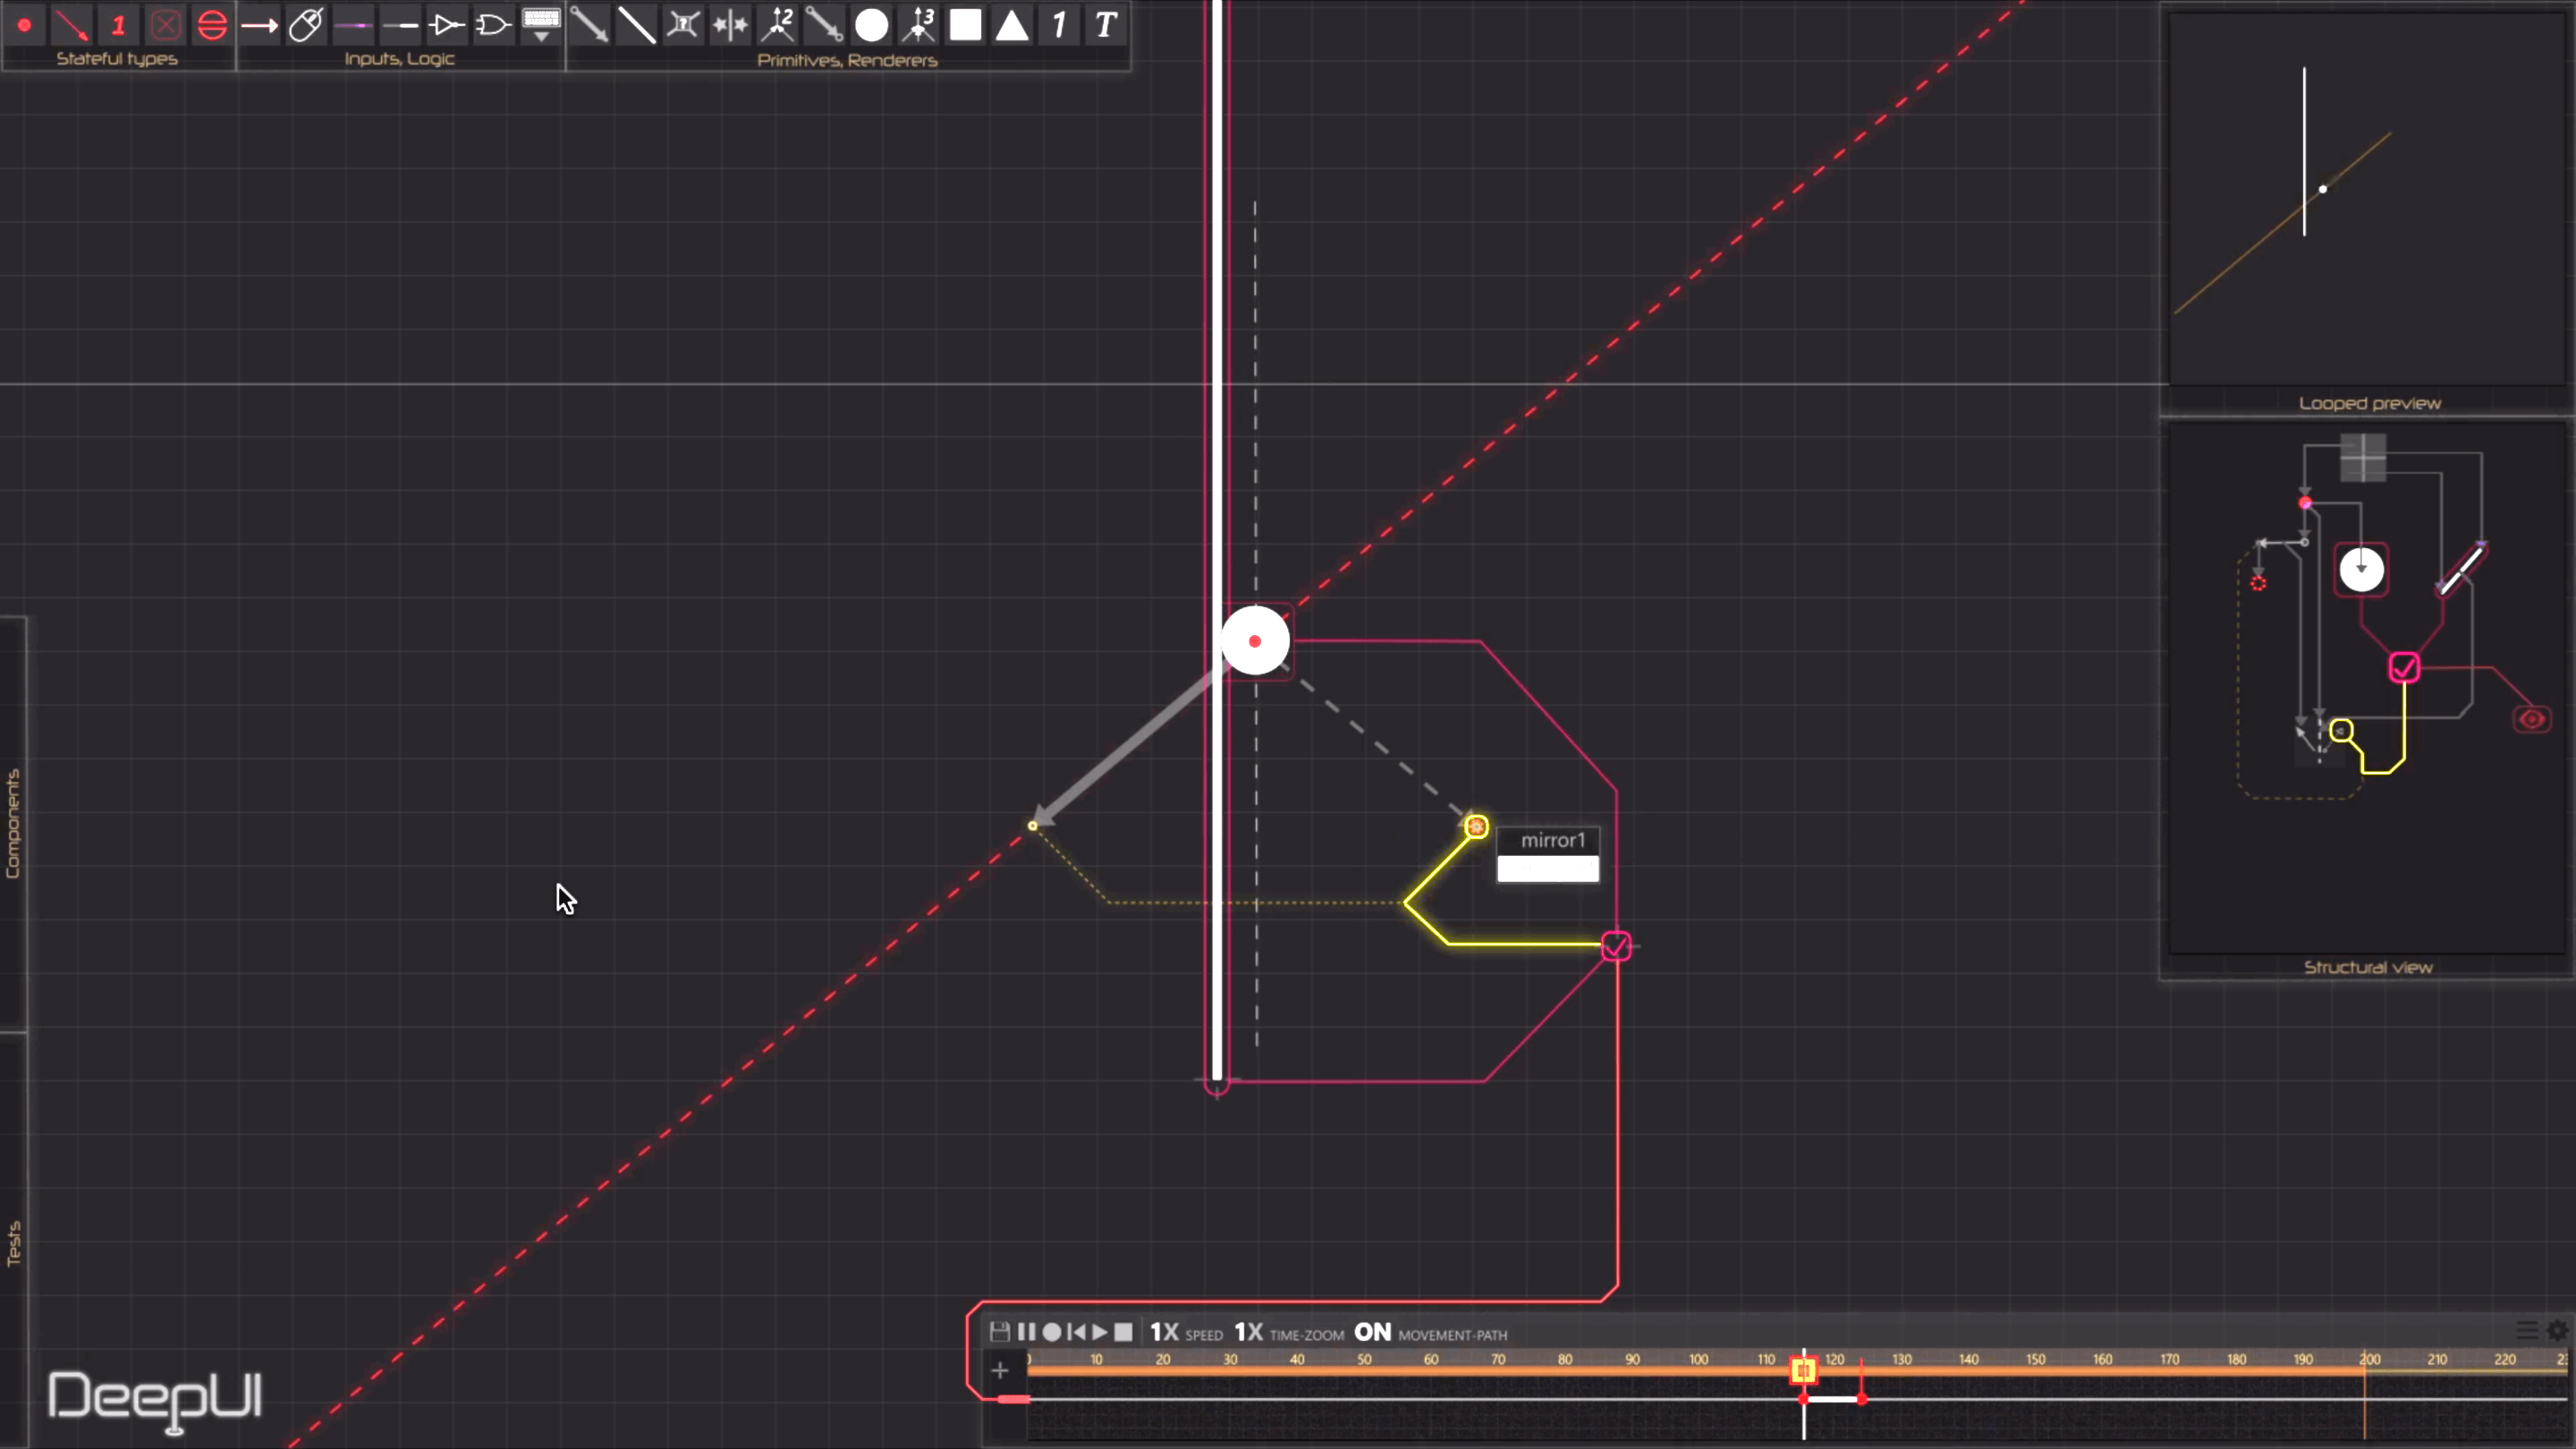 1
2
3
1
T
Stateful types
Inputs, Logic
Primitives, Renderers
Looped preview
Components
mirror1
Structural view
Tests
1X SPEED 1X TIME-ZOOM ON MOVEMENT-PATH
10 20 30 40 50 60 70 80 90 100 110 120 130 140 150 160 170 180 190 200 210 220
DeepUI